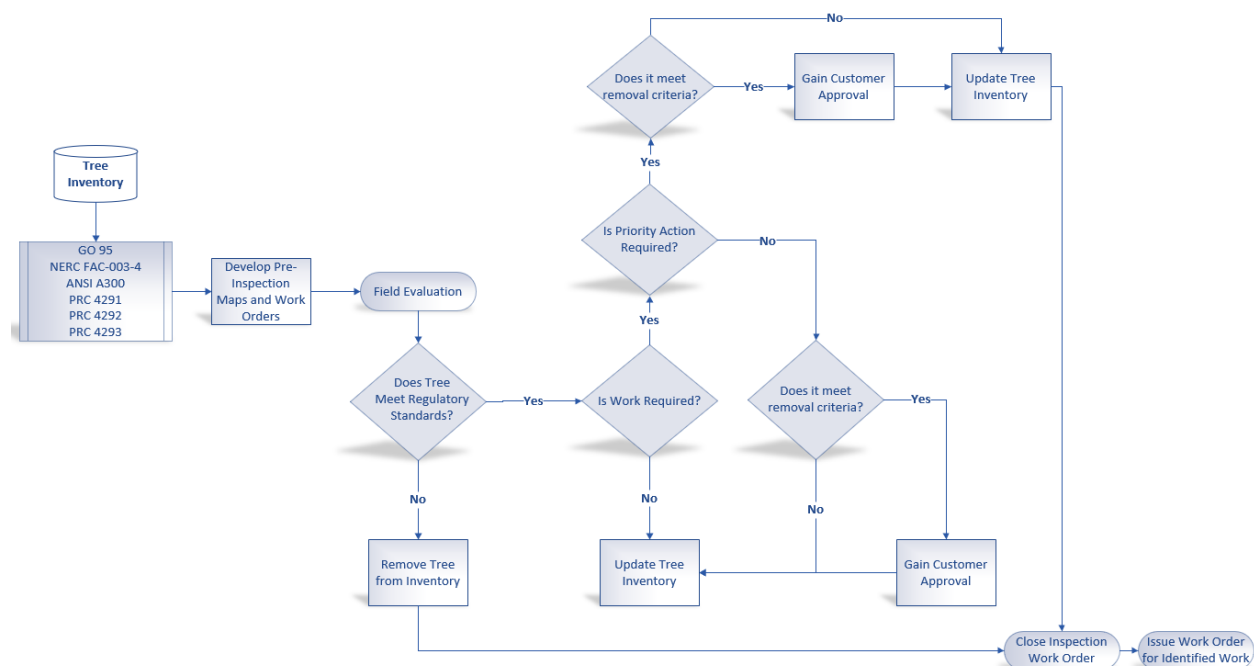 No
Does it meet
removal criteria?
Yes
Gain Customer
Approval
Update Tree
Inventory
Tree
Inventory
Yes
GO 95
NERC FAC-003-4
ANSI A300
PRC 4291
PRC 4292
PRC 4293
Develop Pre-
Inspection
Maps and Work
Orders
Field Evaluation
Is Priority Action
Required?
No
Yes
Does Tree
Meet Regulatory
Standards?
Yes
Is Work Required?
Does it meet
removal criteria?
Yes
No
No
No
Remove Tree
from Inventory
Update Tree
Inventory
Gain Customer
Approval
Close Inspection
Work Order
Issue Work Order
for Identified Work